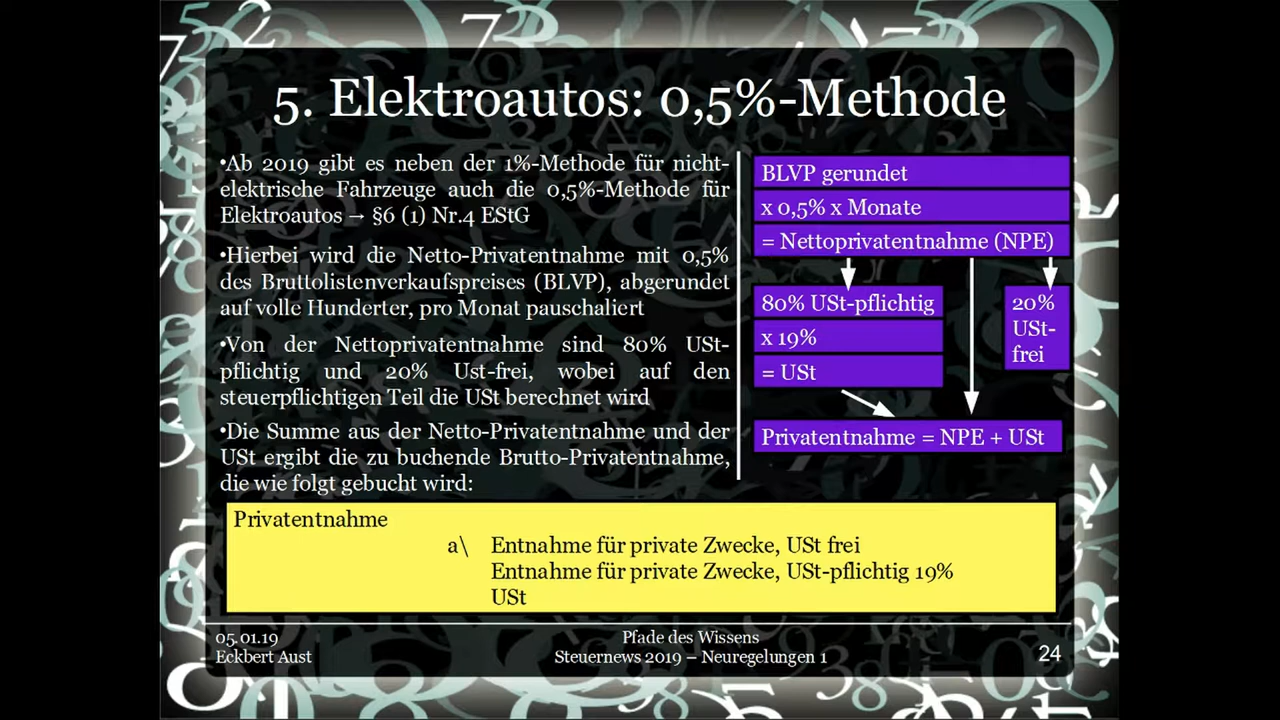 5. Elektroautos: 0,5%-Methode
•Ab 2019 gibt es neben der 1%-Methode für nicht-
elektrische Fahrzeuge auch die 0,5%-Methode für
Elektroautos → §6 (1) Nr.4 EStG
•Hierbei wird die Netto-Privatentnahme mit 0,5%
des Bruttolistenverkaufspreises (BLVP), abgerundet
auf volle Hunderter, pro Monat pauschaliert
•Von der Nettoprivatentnahme sind 80% USt-
pflichtig und 20% Ust-frei, wobei auf den
steuerpflichtigen Teil die USt berechnet wird
•Die Summe aus der Netto-Privatentnahme und der
USt ergibt die zu buchende Brutto-Privatentnahme,
die wie folgt gebucht wird:
BLVP gerundet
x 0,5% x Monate
= Nettoprivatentnahme (NPE)
80% USt-pflichtig
x 19%
= USt
20%
USt-
frei
Privatentnahme = NPE + USt
Privatentnahme
a\ Entnahme für private Zwecke, USt frei
Entnahme für private Zwecke, USt-pflichtig 19%
USt
05.01.19
Eckbert Aust
Pfade des Wissens
Steuernews 2019 – Neuregelungen 1
24